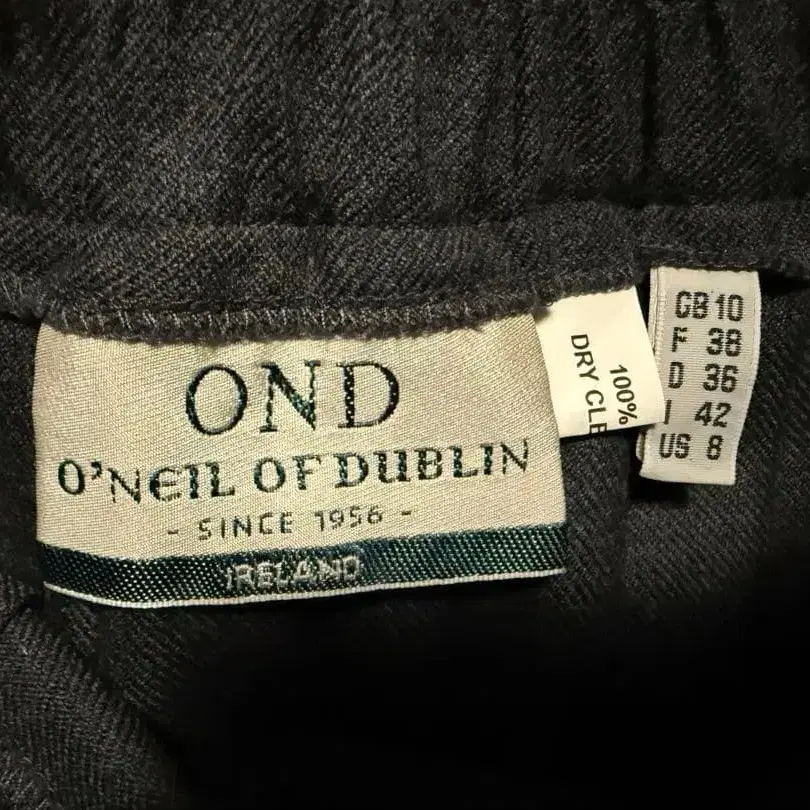 OND
O'NEIL OF DUBLIN
- SINCE 1956 -
IRELAND
100%
DRY CLE
GB 10
F 38
D 36
I 42
US 8